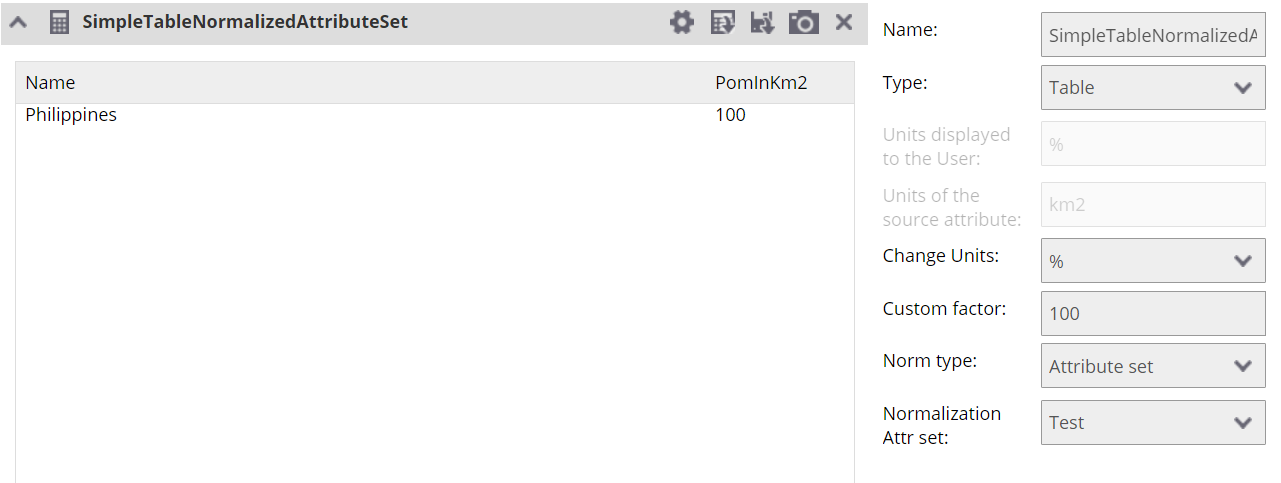 SimpleTableNormalizedAttributeSet
Name PomInKm2
Philippines 100
Name: SimpleTableNormalizedA
Type: Table
Units displayed
to the User: %
Units of the
source attribute: km2
Change Units: %
Custom factor: 100
Norm type: Attribute set
Normalization
Attr set: Test